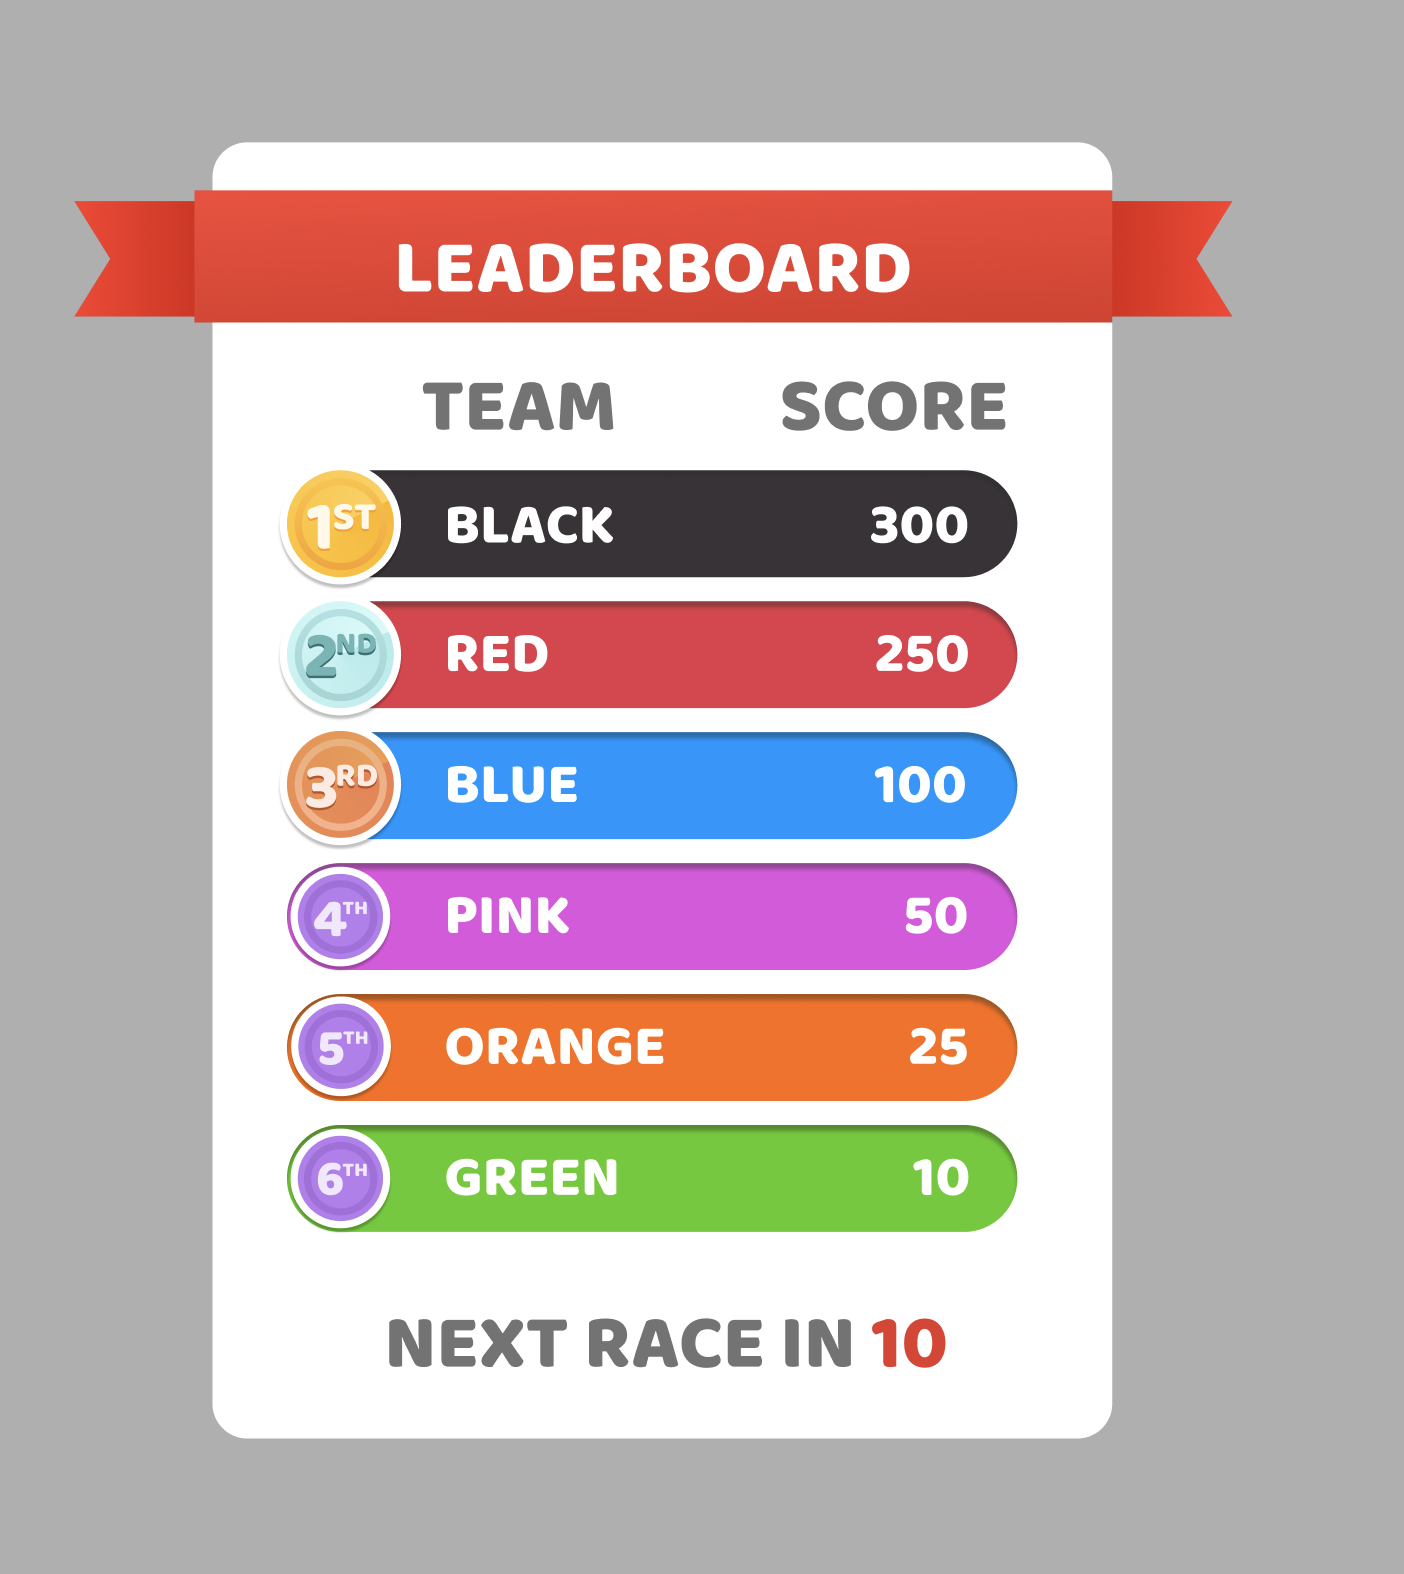 LEADERBOARD
TEAM SCORE
1ST BLACK 300
2ND RED 250
3RD BLUE 100
4TH PINK 50
5TH ORANGE 25
6TH GREEN 10
NEXT RACE IN 10